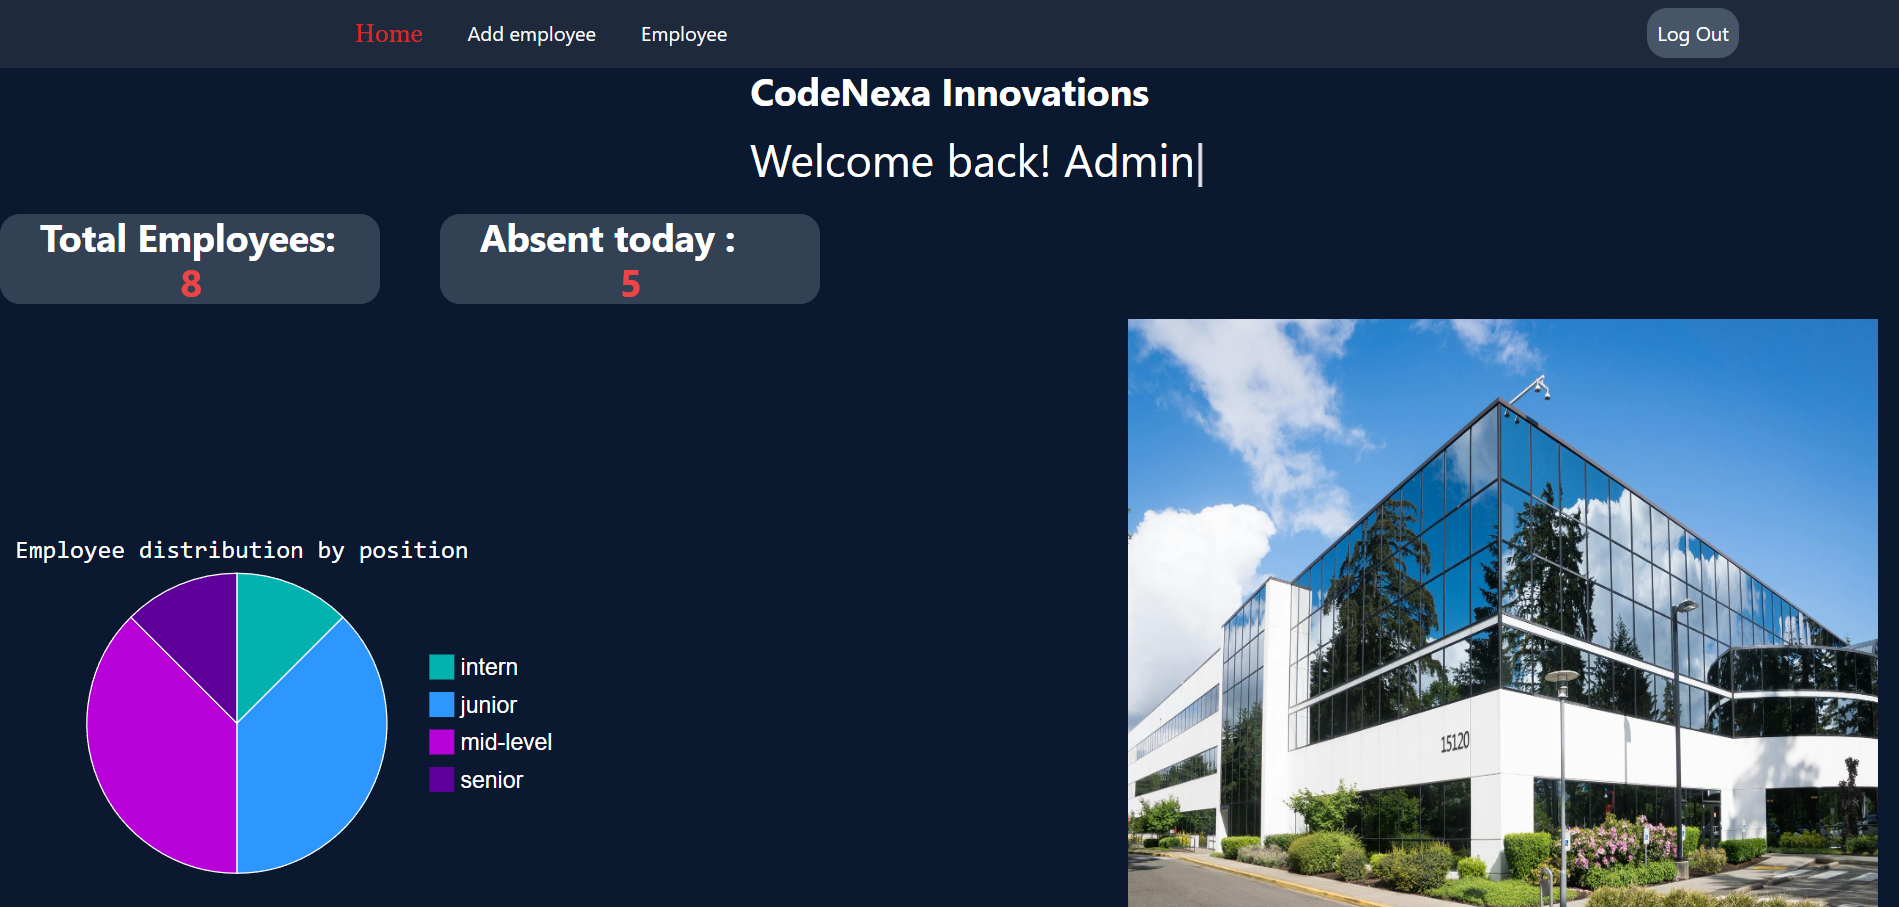 Home Add employee Employee Log Out
CodeNexa Innovations
Welcome back! Admin|
Total Employees:
8
Absent today :
5
Employee distribution by position
intern
junior
mid-level
senior
15120